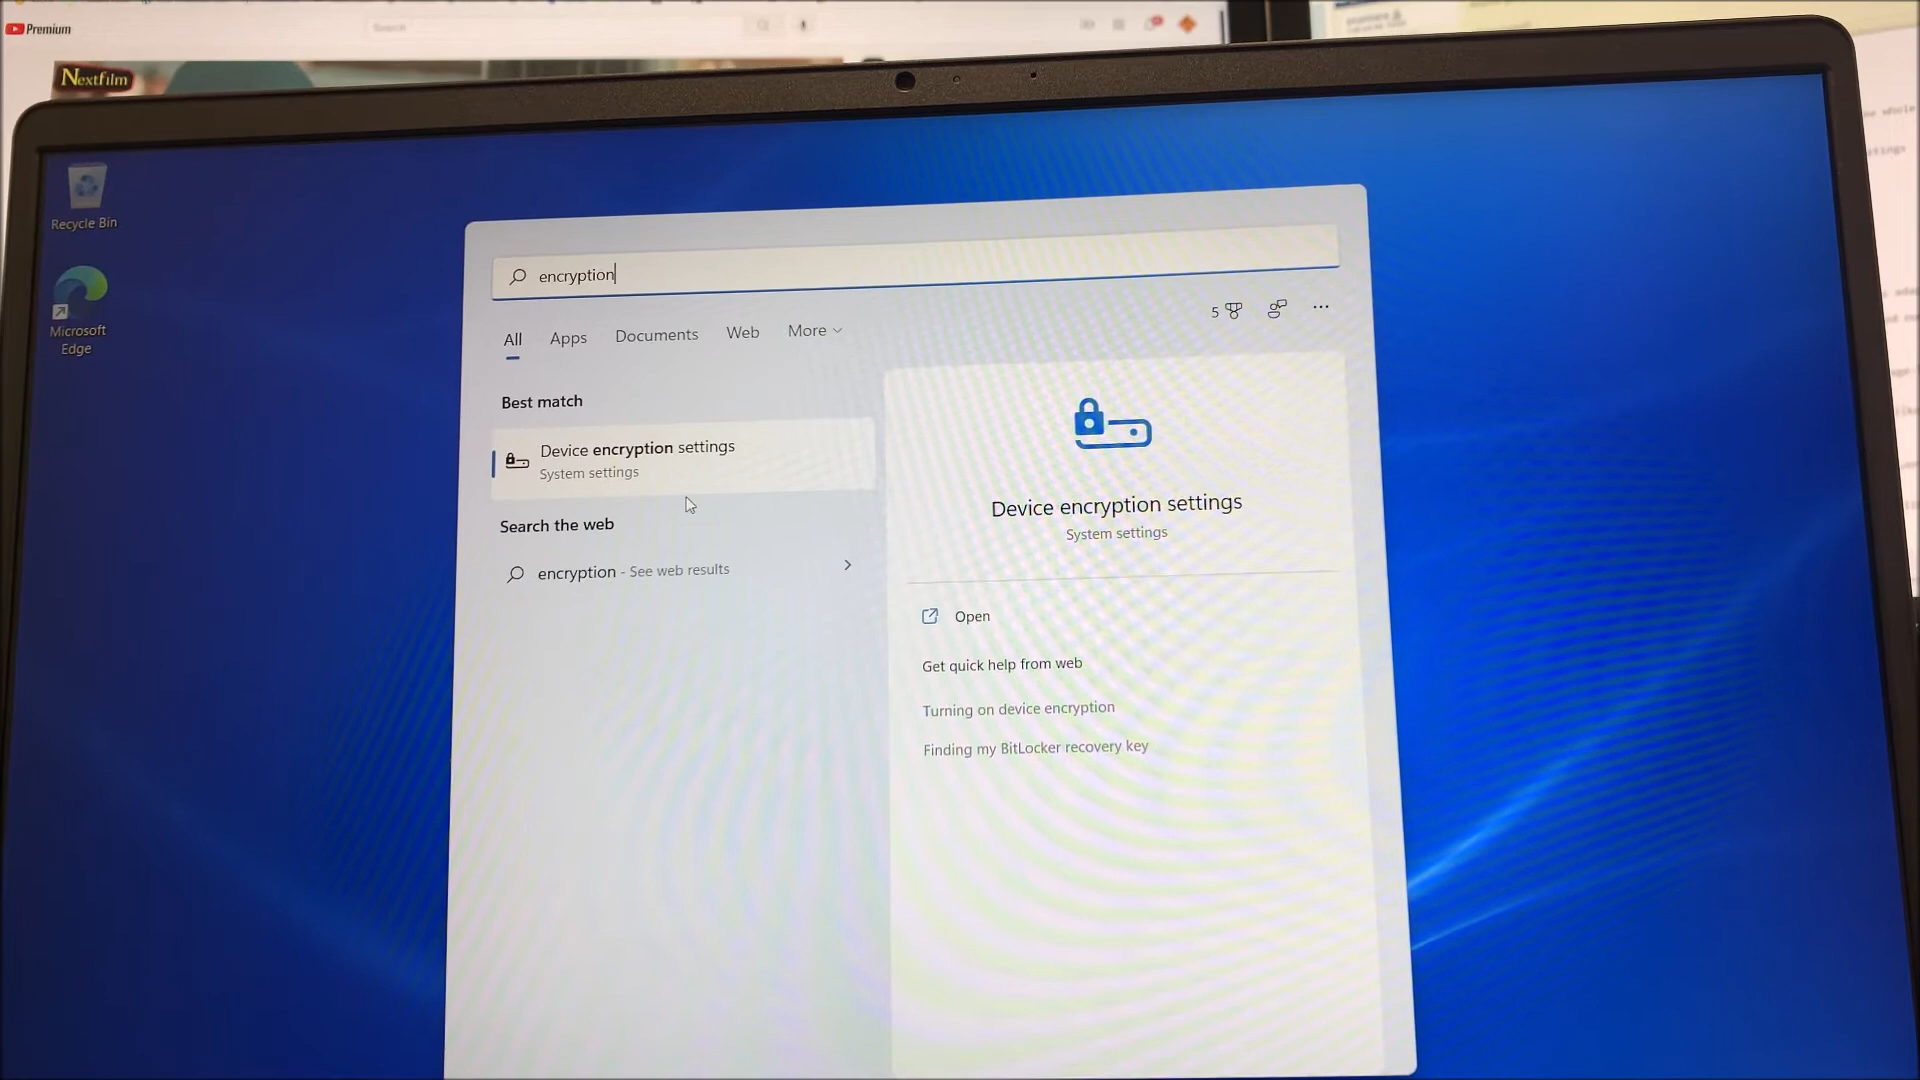 Premium
Search
Nextfilm
Recycle Bin
Microsoft
Edge
encryption
5
All Apps Documents Web More
Best match
Device encryption settings
System settings
Search the web
encryption - See web results
Device encryption settings
System settings
Open
Get quick help from web
Turning on device encryption
Finding my BitLocker recovery key
whole